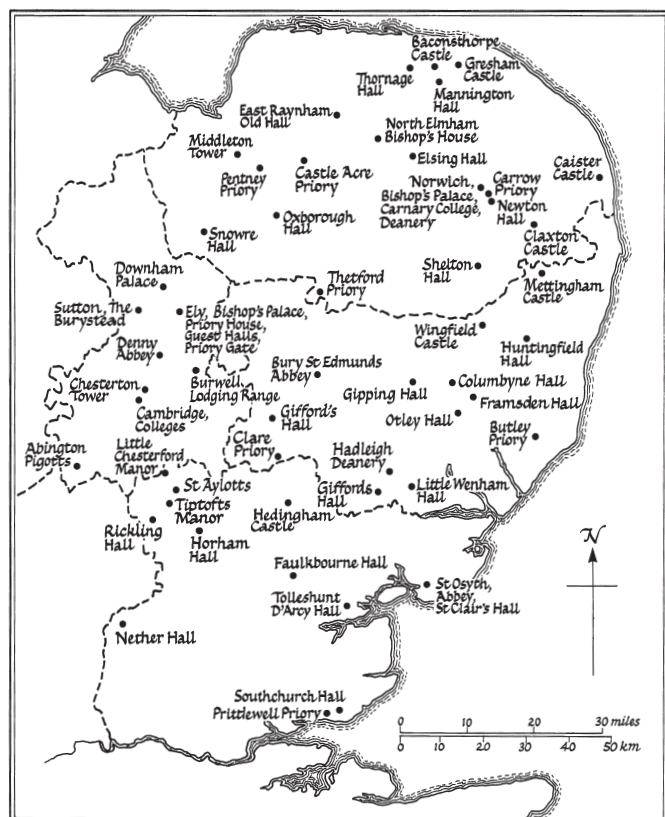 Baconsthorpe
Castle
Gresham
Castle
Thornage
Hall
Mannington
Hall
East Raynham
Old Hall
North Elmham
Bishop's House
Middleton
Tower
Elsing Hall
Pentney
Priory
Castle Acre
Priory
Caister
Castle
Norwich,
Bishop's Palace,
Carnary College,
Deanery
Carrow
Priory
Newton
Hall
Oxborough
Hall
Snowre
Hall
Claxton
Castle
Shelton
Hall
Mettingham
Castle
Downham
Palace
Thetford
Priory
Sutton, The
Burystead
Ely, Bishop's Palace,
Priory House,
Guest Halls,
Priory Gate
Wingfield
Castle
Huntingfield
Hall
Denny
Abbey
Burwell,
Lodging Range
Bury St Edmunds
Abbey
Gipping Hall
Columbyne Hall
Chesterton
Tower
Framsden Hall
Cambridge,
Colleges
Gifford's
Hall
Otley Hall
Butley
Priory
Abington
Pigotts
Little
Chesterford
Manor
Clare
Priory
Hadleigh
Deanery
St Aylotts
Giffords
Hall
Little Wenham
Hall
Tiptofts
Manor
Hedingham
Castle
Rickling
Hall
Horham
Hall
N
Faulkbourne Hall
St Osyth,
Abbey,
St Clair's Hall
Tolleshunt
D'Arcy Hall
Nether Hall
Southchurch Hall
Prittlewell Priory
0 10 20 30 miles
0 10 20 30 40 50 km